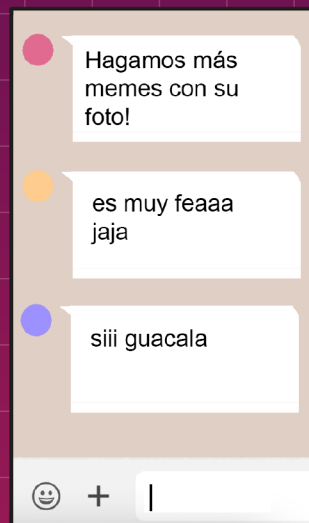 Hagamos más
memes con su
foto!
es muy feaaa
jaja
siii guacala